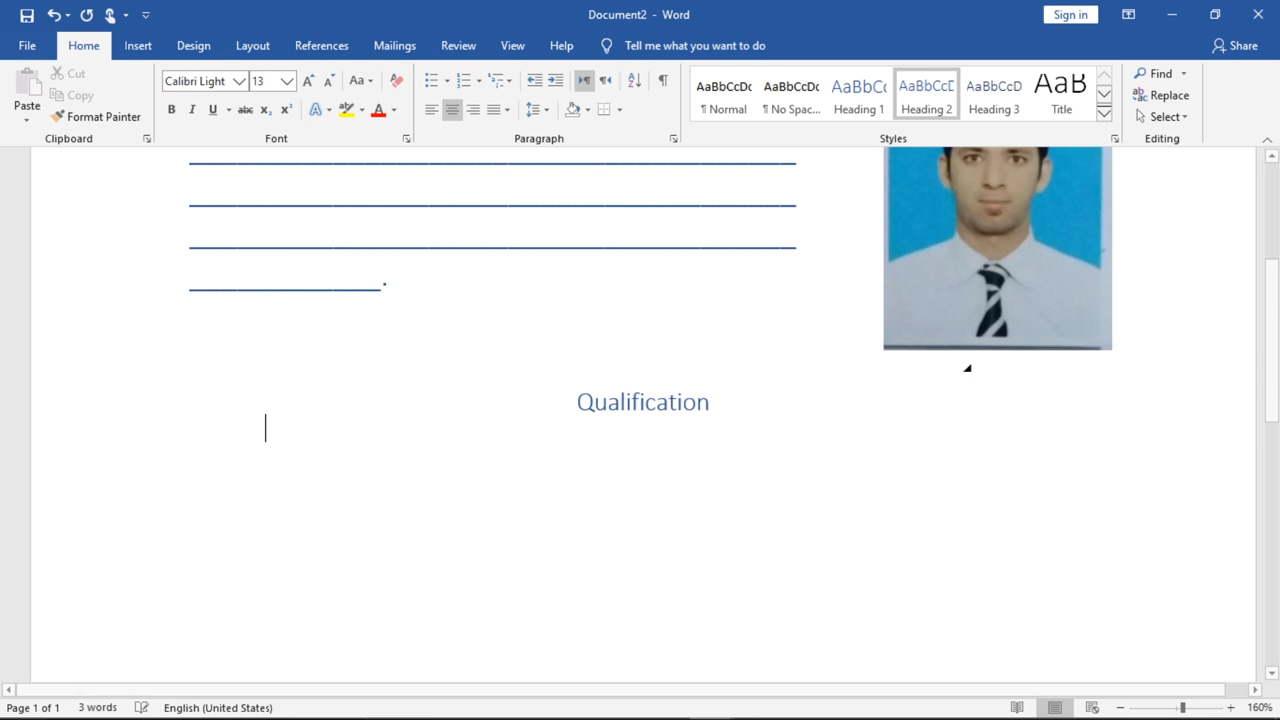 Document2 - Word
Sign in
File Home Insert Design Layout References Mailings Review View Help Tell me what you want to do Share
Paste
Cut
Copy
Format Painter
Clipboard
Calibri Light 13
Aa
B I U abc x₂ x²
A A
Font
Paragraph
AaBbCcDc AaBbCcDc AaBbCc AaBbCcD AaBbCcD AaB
¶ Normal ¶ No Spac... Heading 1 Heading 2 Heading 3 Title
Styles
Find
Replace
Select
Editing
Qualification
Page 1 of 1 3 words English (United States) 160%